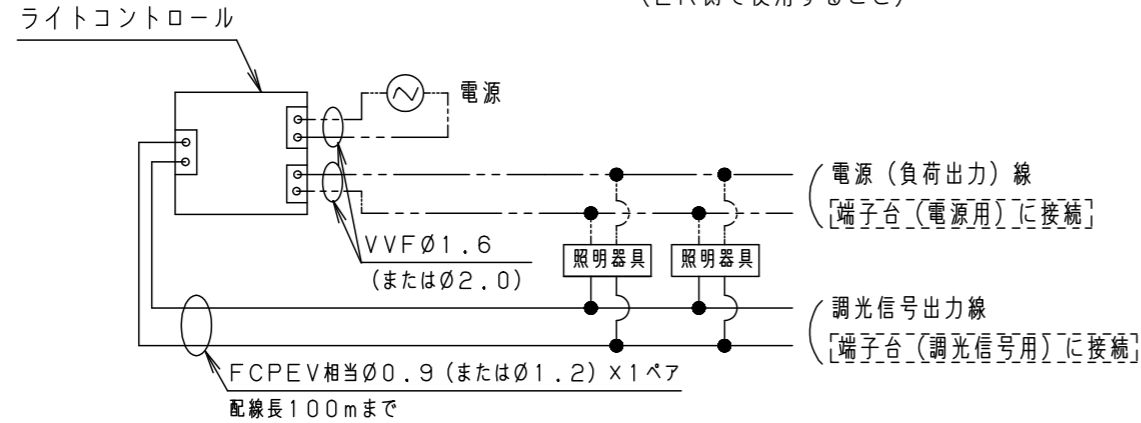 ライトコントロール
電源
電源(負荷出力)線
端子台(電源用)に接続
VVFØ1.6
(またはØ2.0)
照明器具
照明器具
調光信号出力線
端子台(調光信号用)に接続
FCPEV相当Ø0.9(またはØ1.2)×1ペア
配線長100mまで